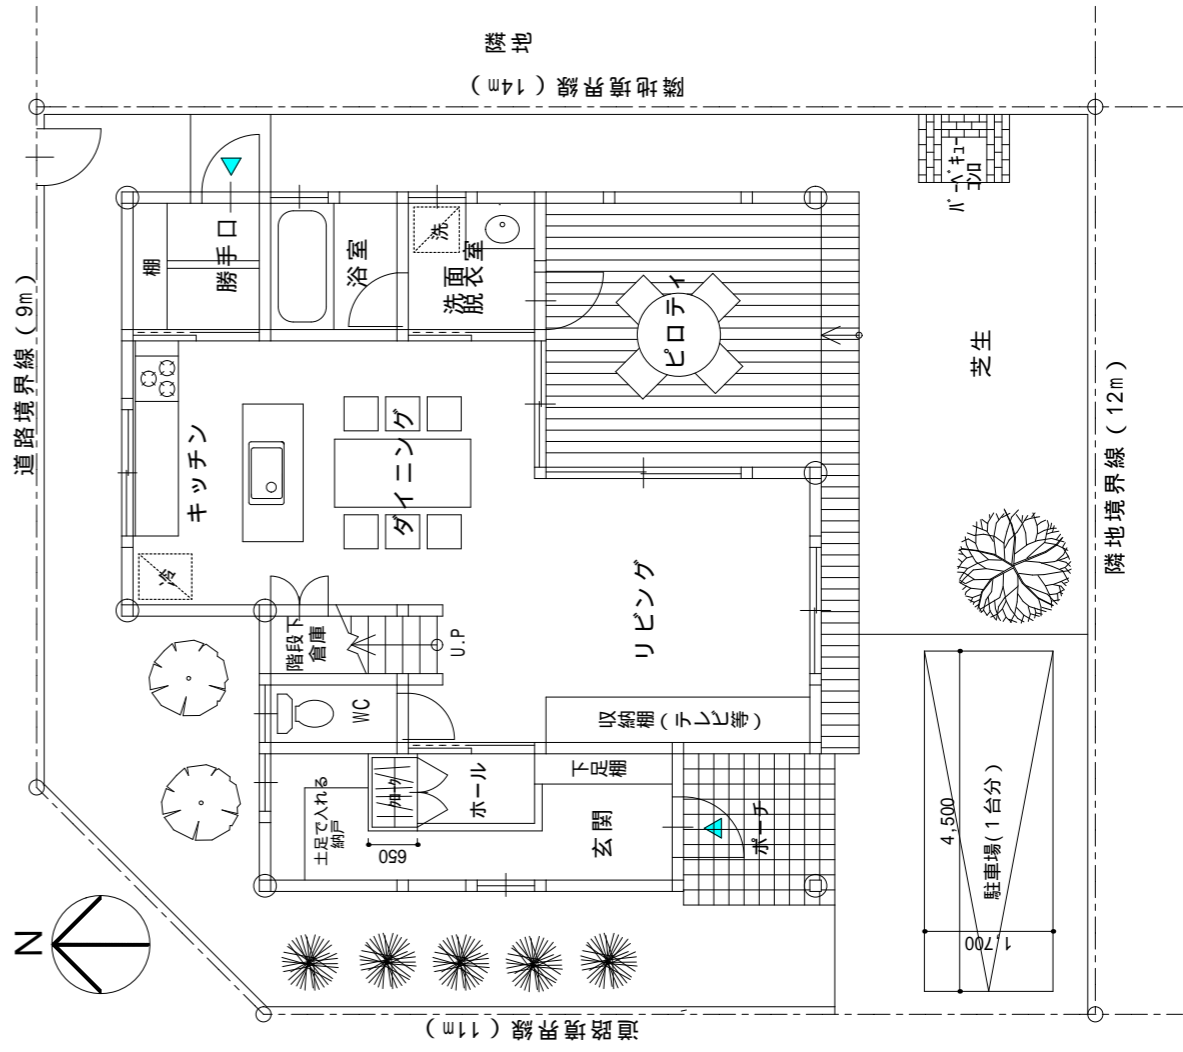 隣地
隣地境界線(14m)
道路境界線(9m)
棚
勝手口
浴室
洗
洗面
脱衣室
バーベキュー
コンロ
キッチン
ダイニング
ピロティ
芝生
冷
階段下
倉庫
U.P
リビング
WC
収納棚(テレビ等)
隣地境界線(12m)
土足で入れる
納戸
クローク
ホール
下足棚
玄関
ポーチ
650
4,500
駐車場(1台分)
1,700
N
道路境界線(11m)